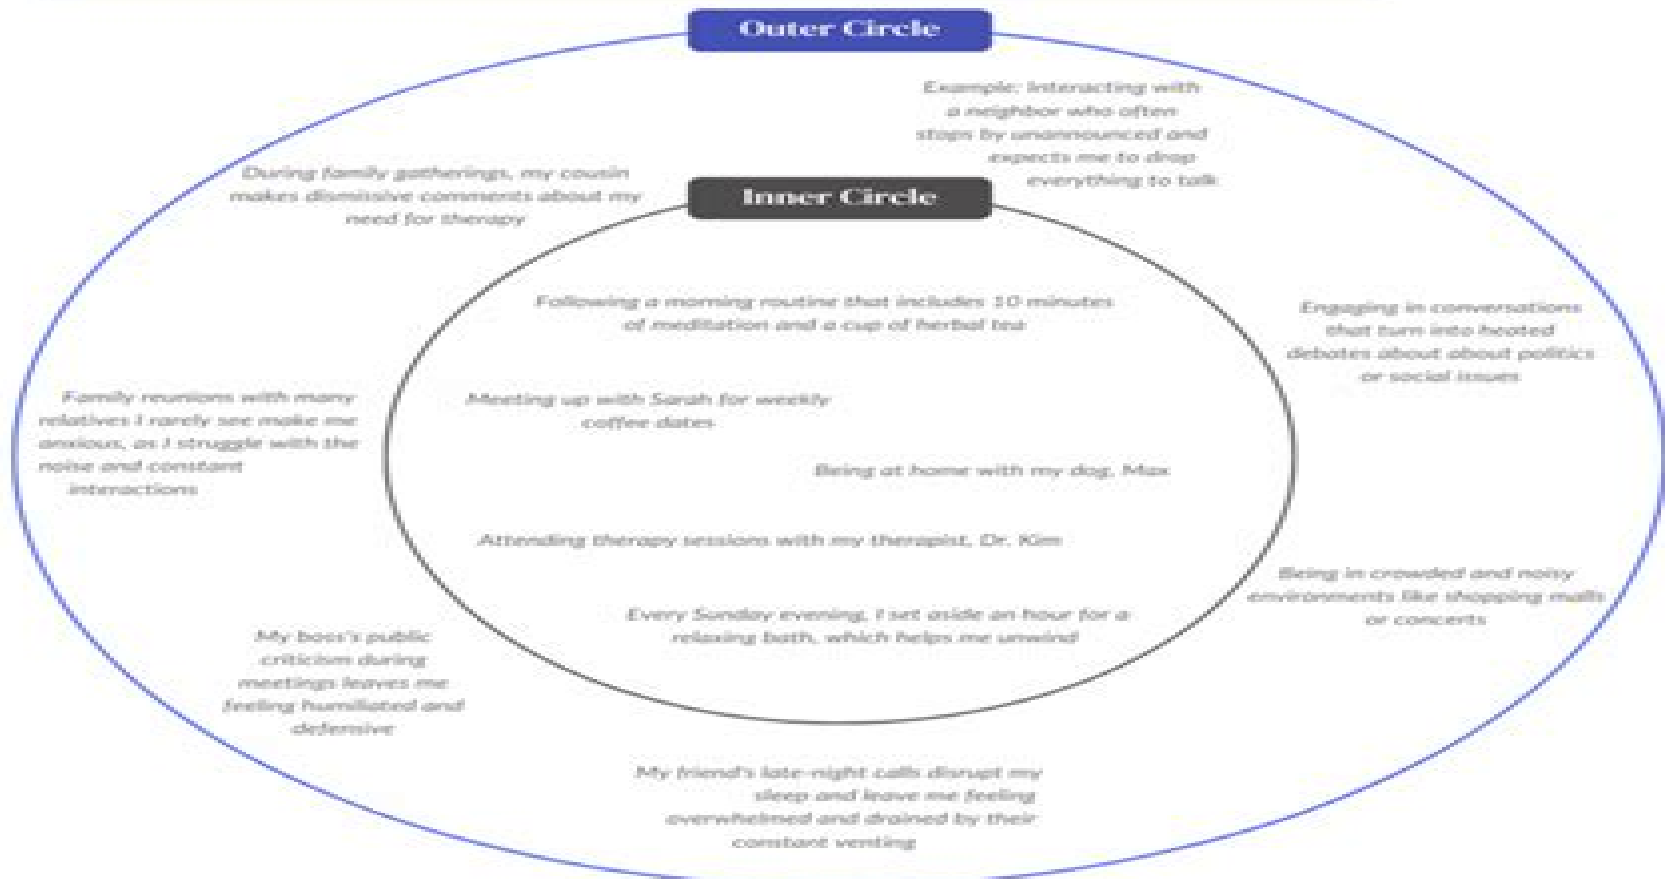 Outer Circle
Example: Interacting with
a neighbor who often
stops by unannounced and
expects me to drop
everything to talk
During family gatherings, my cousin
makes dismissive comments about my
need for therapy
Inner Circle
Following a morning routine that includes 10 minutes
of meditation and a cup of herbal tea
Engaging in conversations
that turn into heated
debates about about politics
or social issues
Family reunions with many
relatives I rarely see make me
anxious, as I struggle with the
noise and constant
interactions
Meeting up with Sarah for weekly
coffee dates
Being at home with my dog, Max
Attending therapy sessions with my therapist, Dr. Kim
Being in crowded and noisy
environments like shopping malls
or concerts
Every Sunday evening, I set aside an hour for a
relaxing bath, which helps me unwind
My boss's public
criticism during
meetings leaves me
feeling humiliated and
defensive
My friend's late-night calls disrupt my
sleep and leave me feeling
overwhelmed and drained by their
constant venting